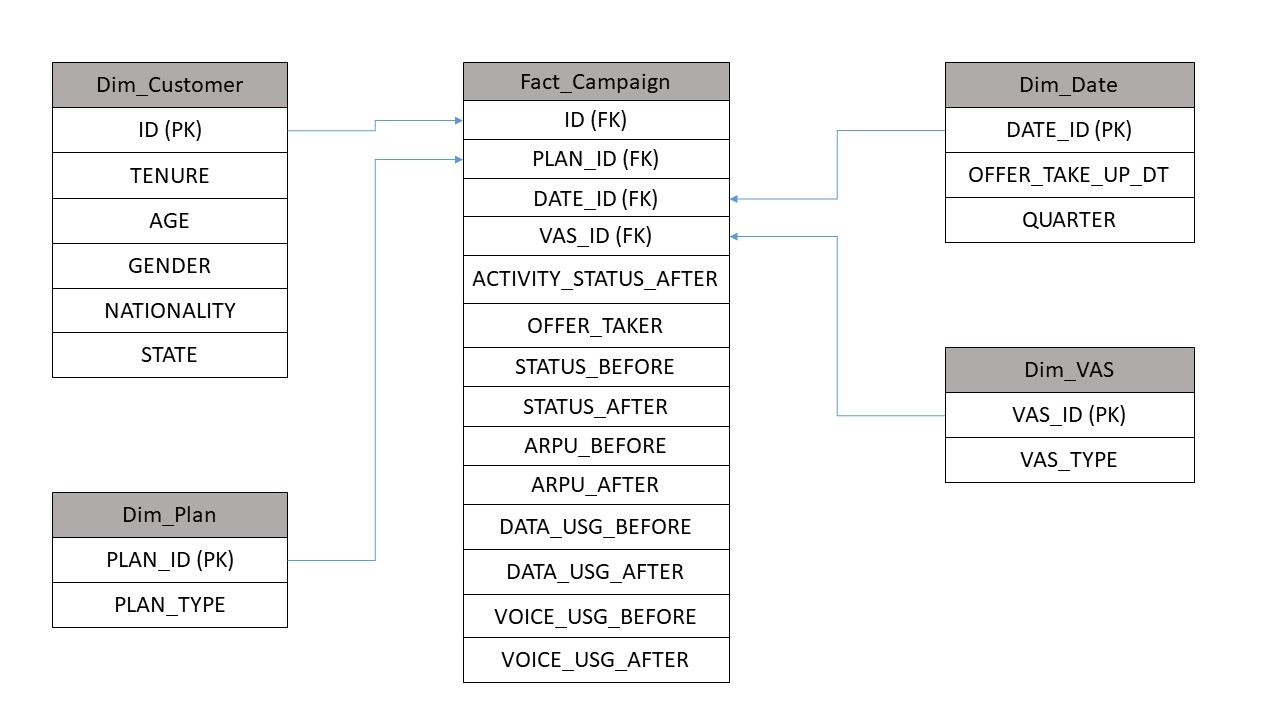 Dim_Customer
ID (PK)
TENURE
AGE
GENDER
NATIONALITY
STATE
Dim_Plan
PLAN_ID (PK)
PLAN_TYPE
Fact_Campaign
ID (FK)
PLAN_ID (FK)
DATE_ID (FK)
VAS_ID (FK)
ACTIVITY_STATUS_AFTER
OFFER_TAKER
STATUS_BEFORE
STATUS_AFTER
ARPU_BEFORE
ARPU_AFTER
DATA_USG_BEFORE
DATA_USG_AFTER
VOICE_USG_BEFORE
VOICE_USG_AFTER
Dim_Date
DATE_ID (PK)
OFFER_TAKE_UP_DT
QUARTER
Dim_VAS
VAS_ID (PK)
VAS_TYPE